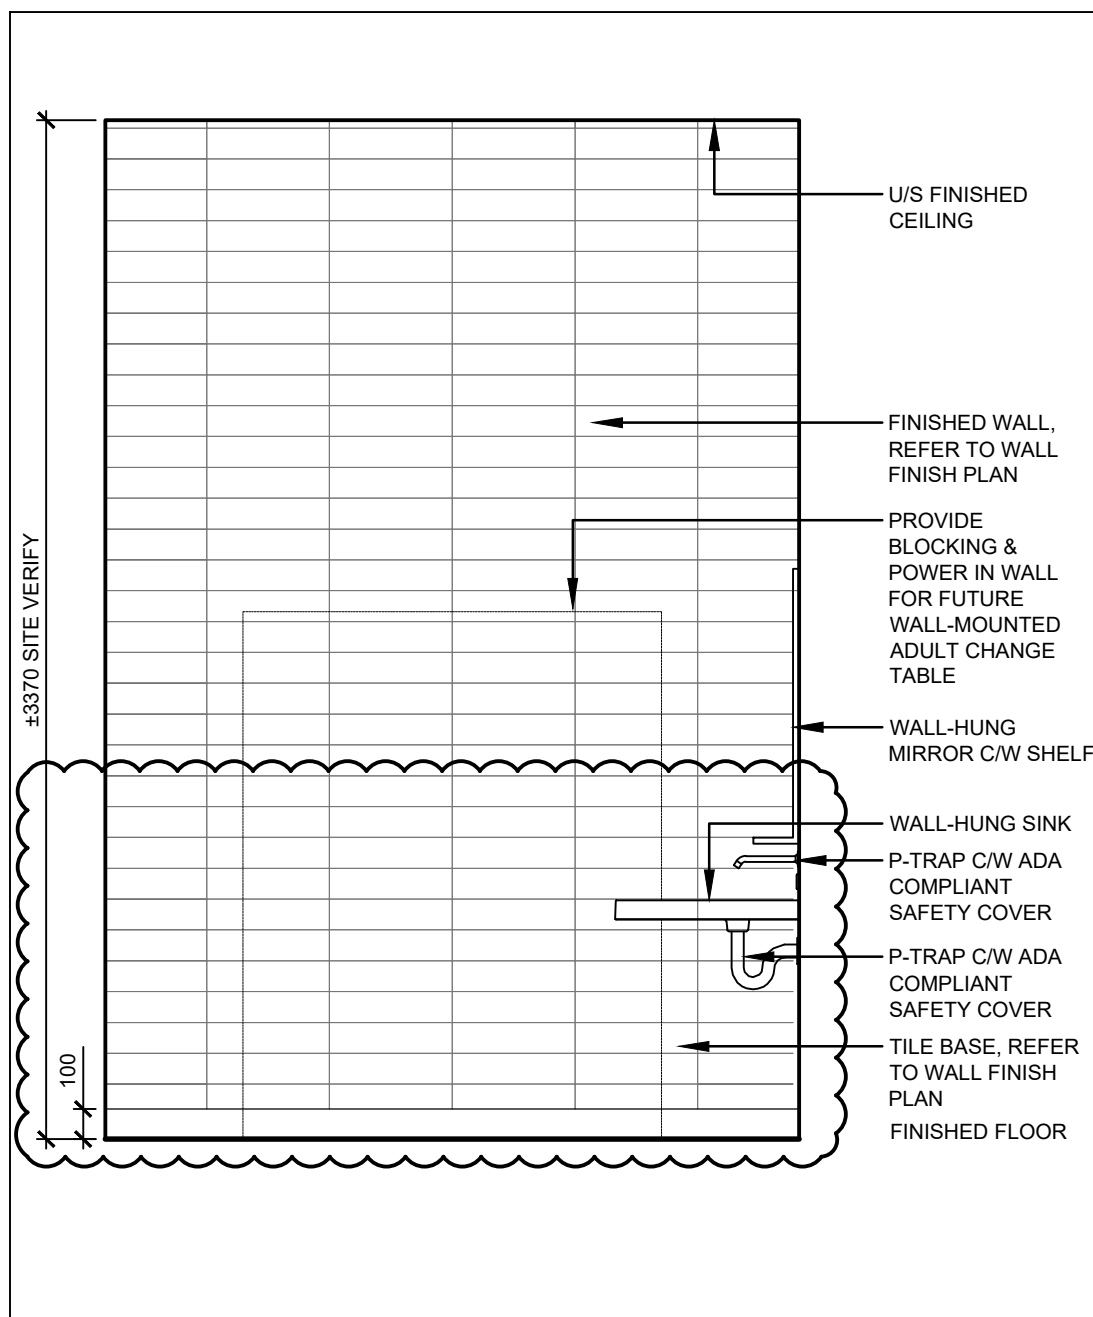 U/S FINISHED
CEILING
FINISHED WALL,
REFER TO WALL
FINISH PLAN
PROVIDE
BLOCKING &
POWER IN WALL
FOR FUTURE
WALL-MOUNTED
ADULT CHANGE
TABLE
±3370 SITE VERIFY
WALL-HUNG
MIRROR C/W SHELF
WALL-HUNG SINK
P-TRAP C/W ADA
COMPLIANT
SAFETY COVER
P-TRAP C/W ADA
COMPLIANT
SAFETY COVER
TILE BASE, REFER
TO WALL FINISH
PLAN
100
FINISHED FLOOR